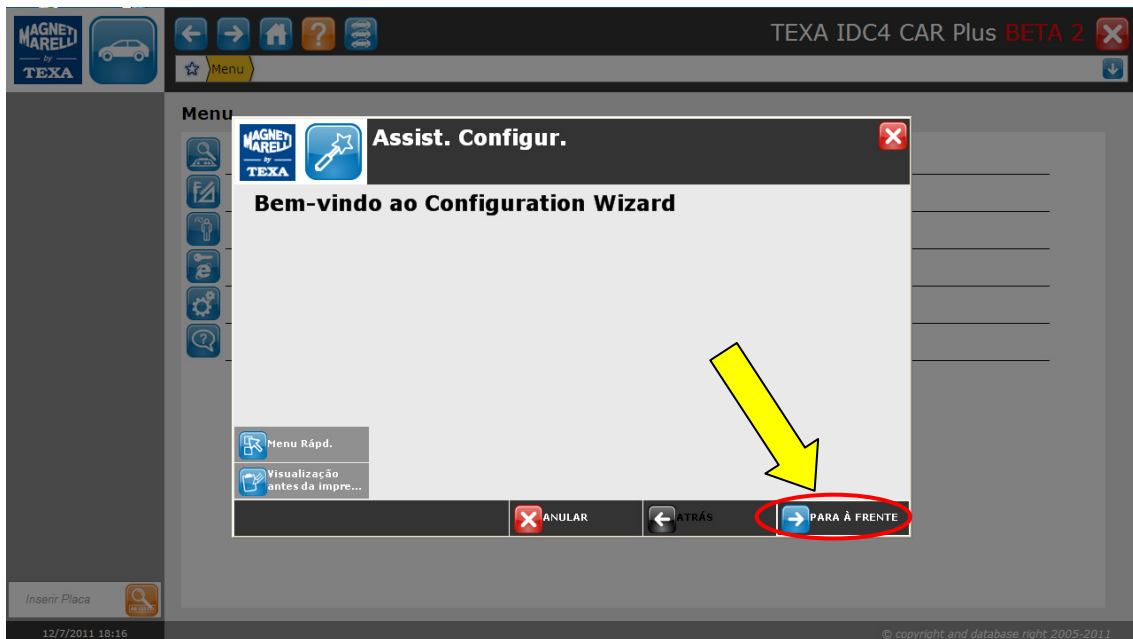 MAGNETI
MARELLI
by
TEXA
TEXA IDC4 CAR Plus BETA 2
Menu
Menu
MAGNETI
MARELLI
by
TEXA
Assist. Configur.
Bem-vindo ao Configuration Wizard
Menu Rápd.
Visualização
antes da impre...
ANULAR
ATRÁS
PARA À FRENTE
Inserir Placa
12/7/2011 18:16
© copyright and database right 2005-2011